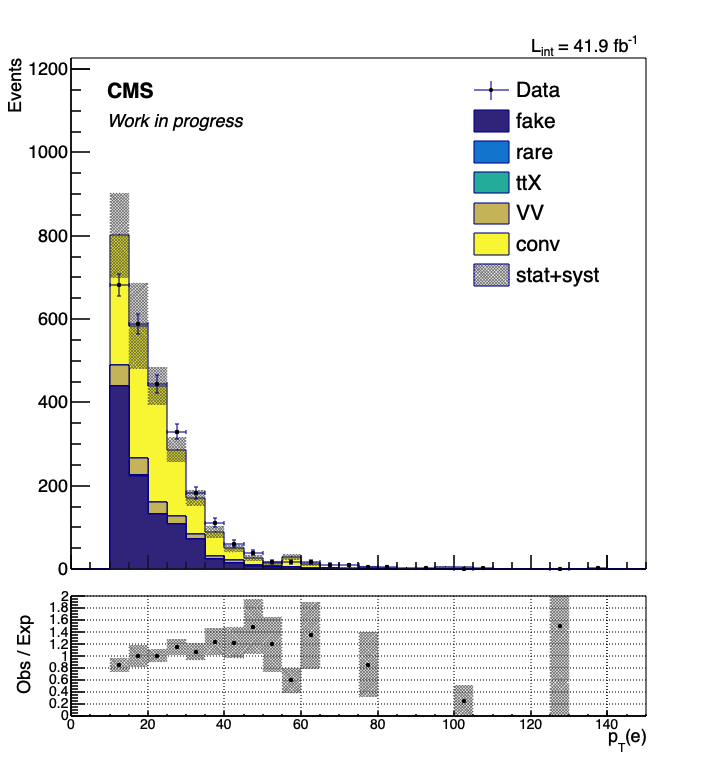 L_int = 41.9 fb^-1
Events
1200
1000
800
600
400
200
0
CMS
Work in progress
Data
fake
rare
ttX
VV
conv
stat+syst
Obs / Exp
2
1.8
1.6
1.4
1.2
1
0.8
0.6
0.4
0.2
0
0 20 40 60 80 100 120 140
p_T(e)